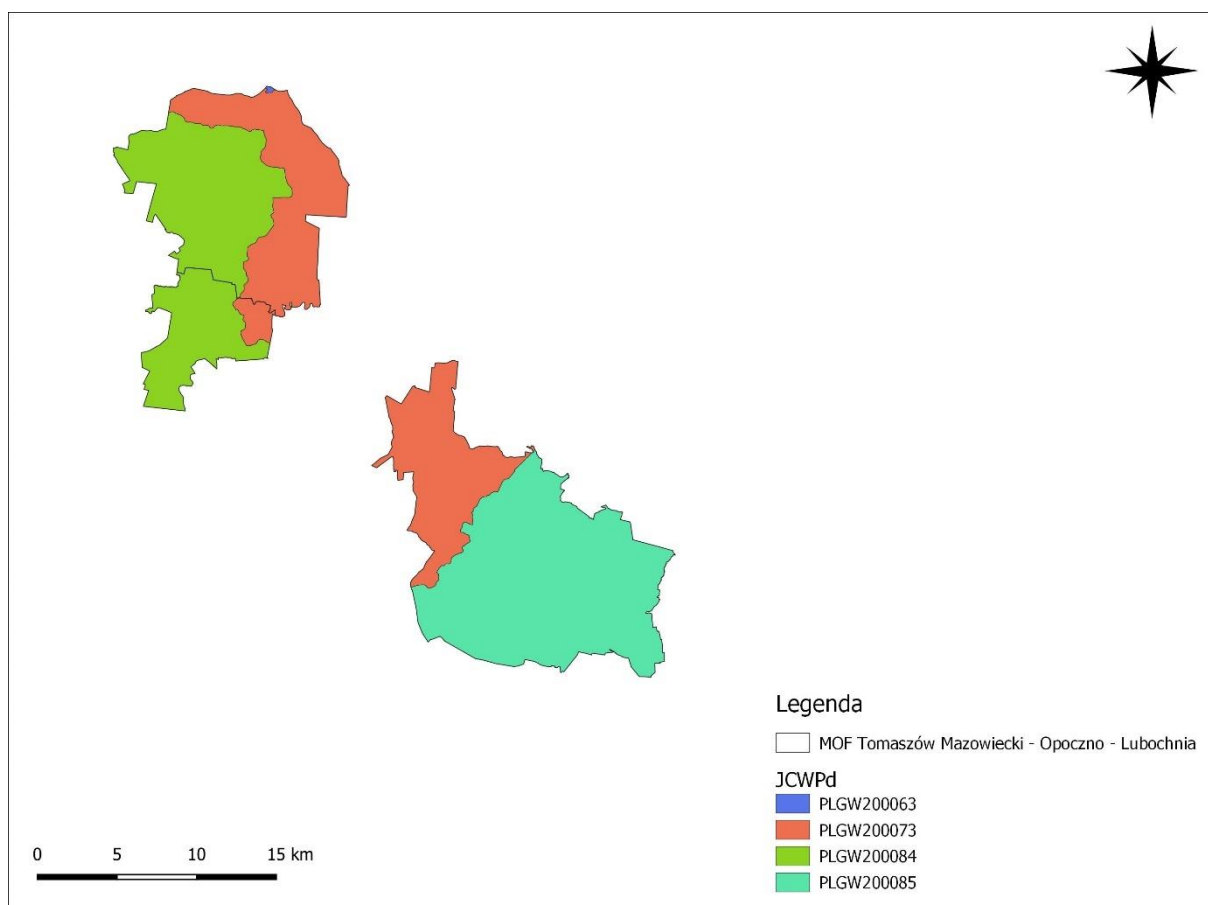 Legenda
MOF Tomaszów Mazowiecki - Opoczno - Lubochnia
JCWPd
PLGW200063
PLGW200073
PLGW200084
PLGW200085
0 5 10 15 km